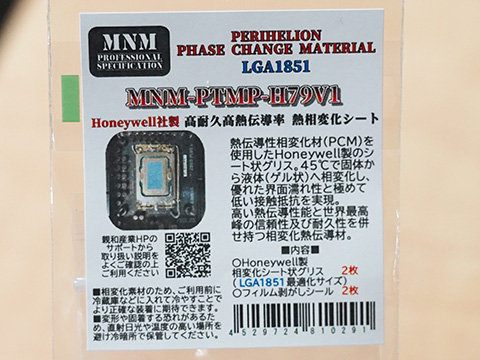 MNM
PROFESSIONAL
SPECIFICATION
PERIHELION
PHASE CHANGE MATERIAL
LGA1851
MNM-PTMP-H79V1
Honeywell社製 高耐久高熱伝導率 熱相変化シート
熱伝導性相変化材(PCM)を
使用したHoneywell製のシー
ト状グリス。45℃で固体か
ら液体(ゲル状)へ相変化し、
優れた界面濡れ性と極めて
低い接触抵抗を実現。
高い熱伝導性能と世界最高
峰の信頼性及び耐久性を併
せ持つ相変化熱伝導材。
親和産業HPの
サポートから
取り扱い説明を
よくご確認の上
ご利用ください
■内容■
○Honeywell製
相変化シート状グリス 2枚
(LGA1851最適化サイズ)
○フィルム剥がしシール 2枚
■相変化素材のため、ご利用前に
冷蔵庫などに入れて冷やすことで
より正確な装着に期待できます。
■変形や固着する恐れがあるた
め、直射日光や温度の高い場所を
避け冷暗所で保管してください。
4529724810291